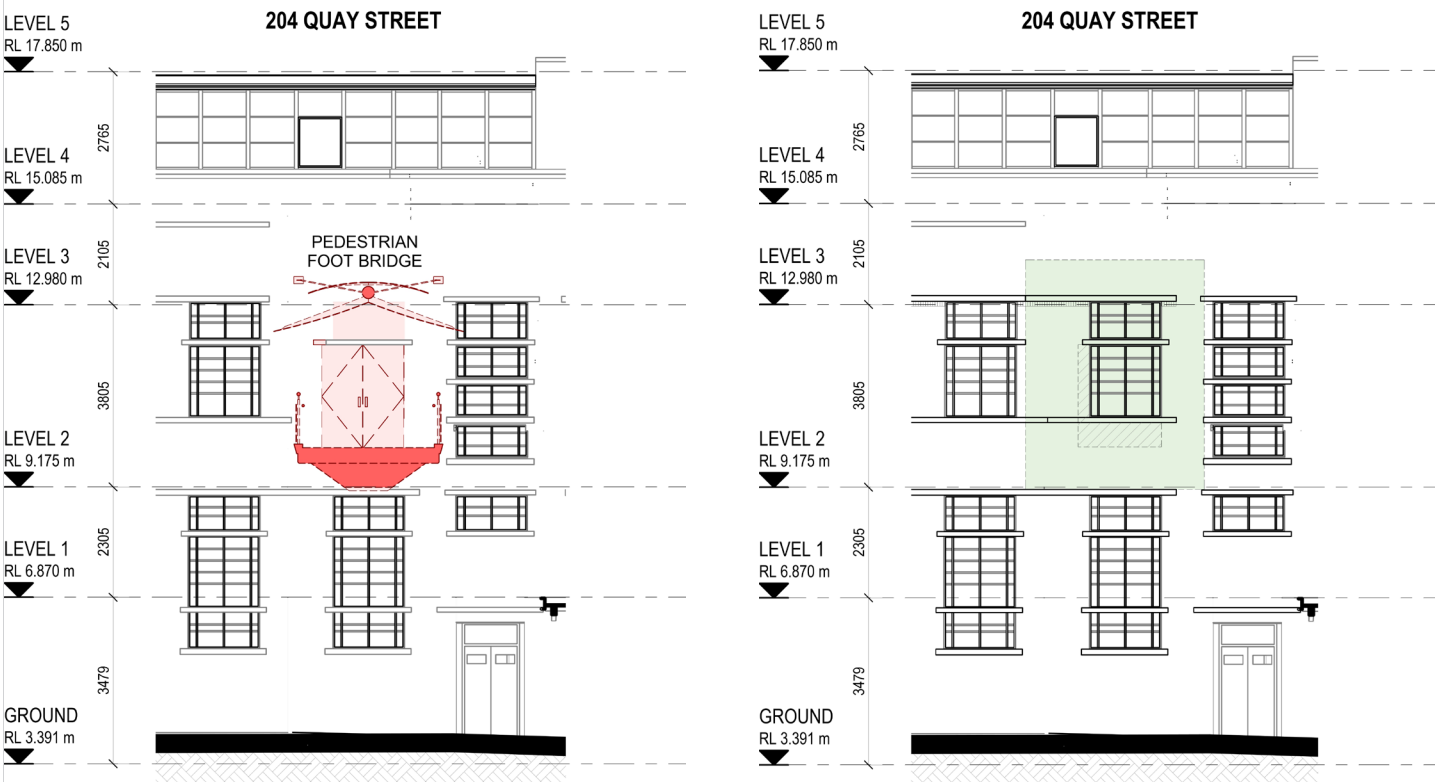 204 QUAY STREET
LEVEL 5
RL 17.850 m
2765
LEVEL 4
RL 15.085 m
2105
PEDESTRIAN
FOOT BRIDGE
LEVEL 3
RL 12.980 m
3805
LEVEL 2
RL 9.175 m
2305
LEVEL 1
RL 6.870 m
3479
GROUND
RL 3.391 m
204 QUAY STREET
LEVEL 5
RL 17.850 m
2765
LEVEL 4
RL 15.085 m
2105
LEVEL 3
RL 12.980 m
3805
LEVEL 2
RL 9.175 m
2305
LEVEL 1
RL 6.870 m
3479
GROUND
RL 3.391 m